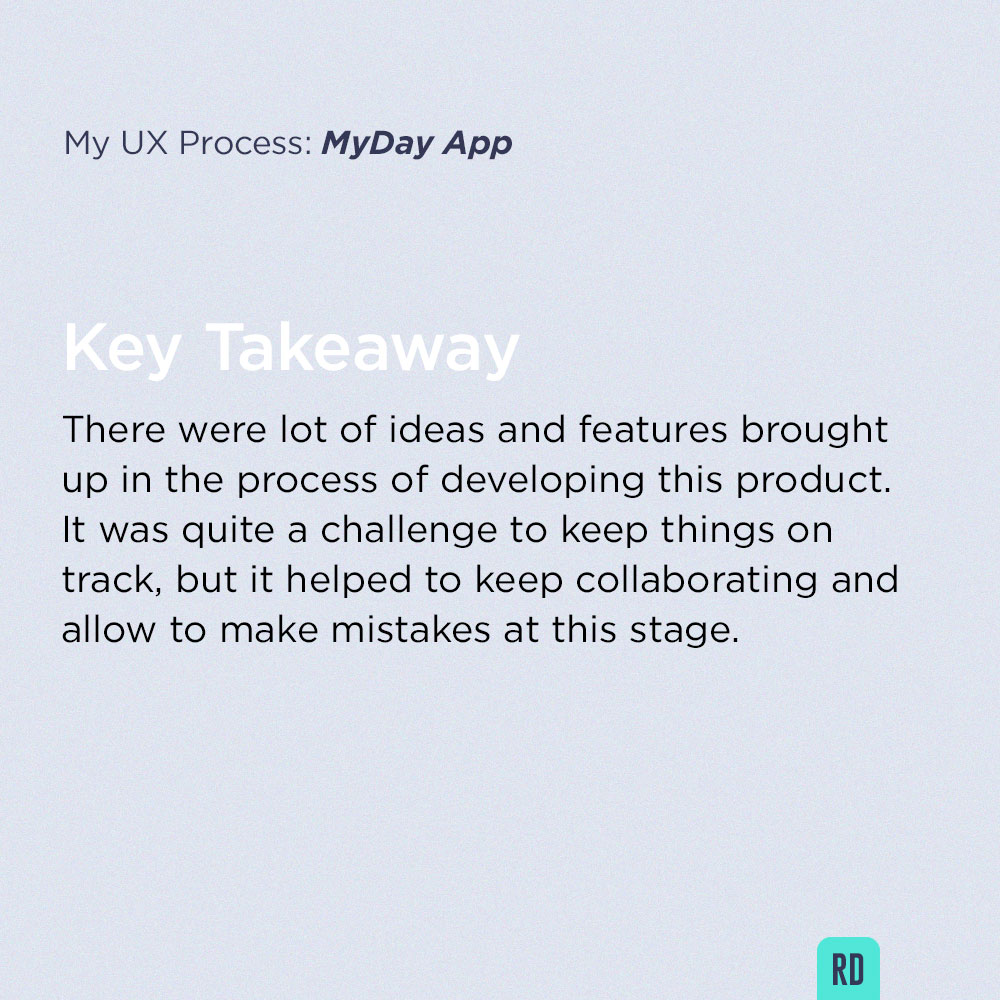 My UX Process: MyDay App
Key Takeaway
There were lot of ideas and features brought
up in the process of developing this product.
It was quite a challenge to keep things on
track, but it helped to keep collaborating and
allow to make mistakes at this stage.
RD